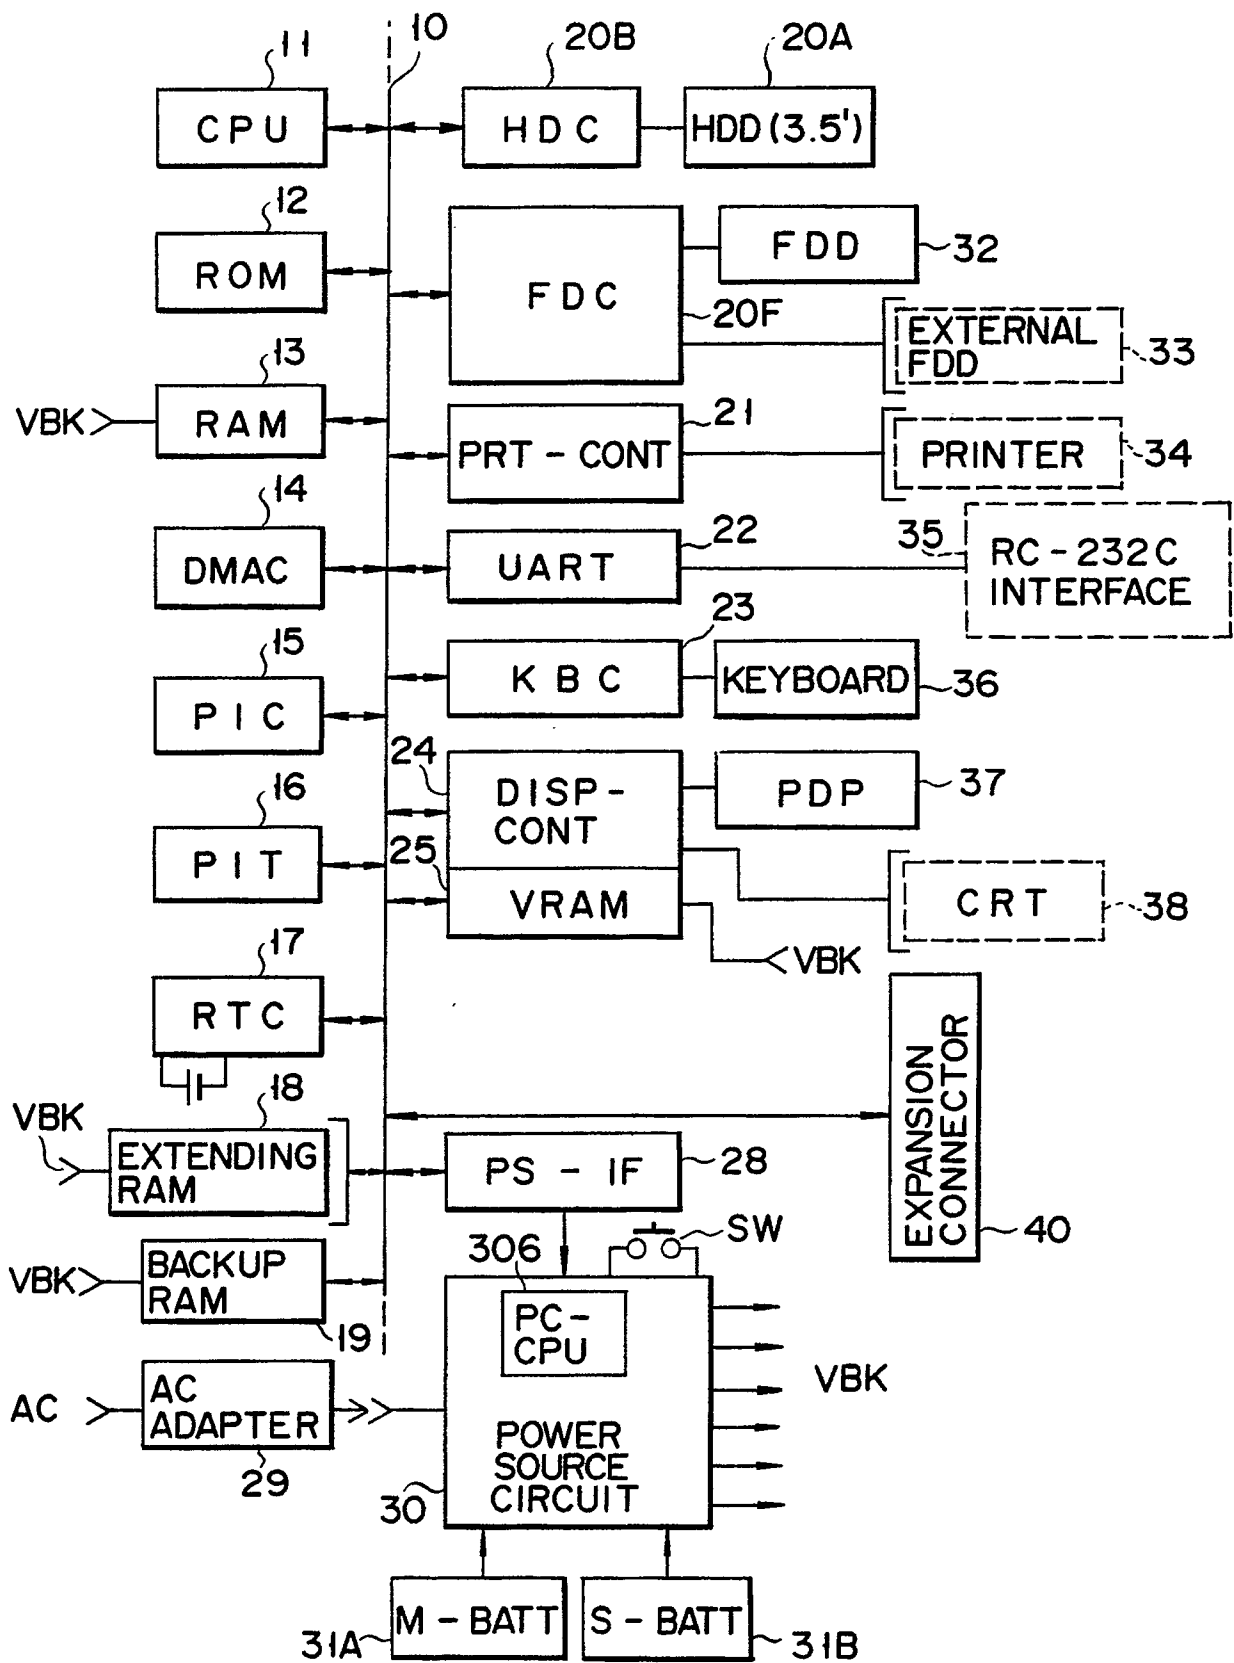 11
10
20B
20A
CPU
HDC
HDD (3.5')
12
ROM
FDC
FDD
32
20F
EXTERNAL
FDD
33
13
VBK
RAM
21
PRT-CONT
PRINTER
34
14
DMAC
22
UART
35
RC-232C
INTERFACE
15
PIC
23
KBC
KEYBOARD
36
16
PIT
24
DISP-
CONT
PDP
37
25
VRAM
CRT
38
VBK
17
RTC
EXPANSION
CONNECTOR
40
18
VBK
EXTENDING
RAM
PS-IF
28
SW
VBK
BACKUP
RAM
19
306
PC-
CPU
VBK
AC
AC
ADAPTER
29
POWER
SOURCE
CIRCUIT
30
M-BATT
31A
S-BATT
31B